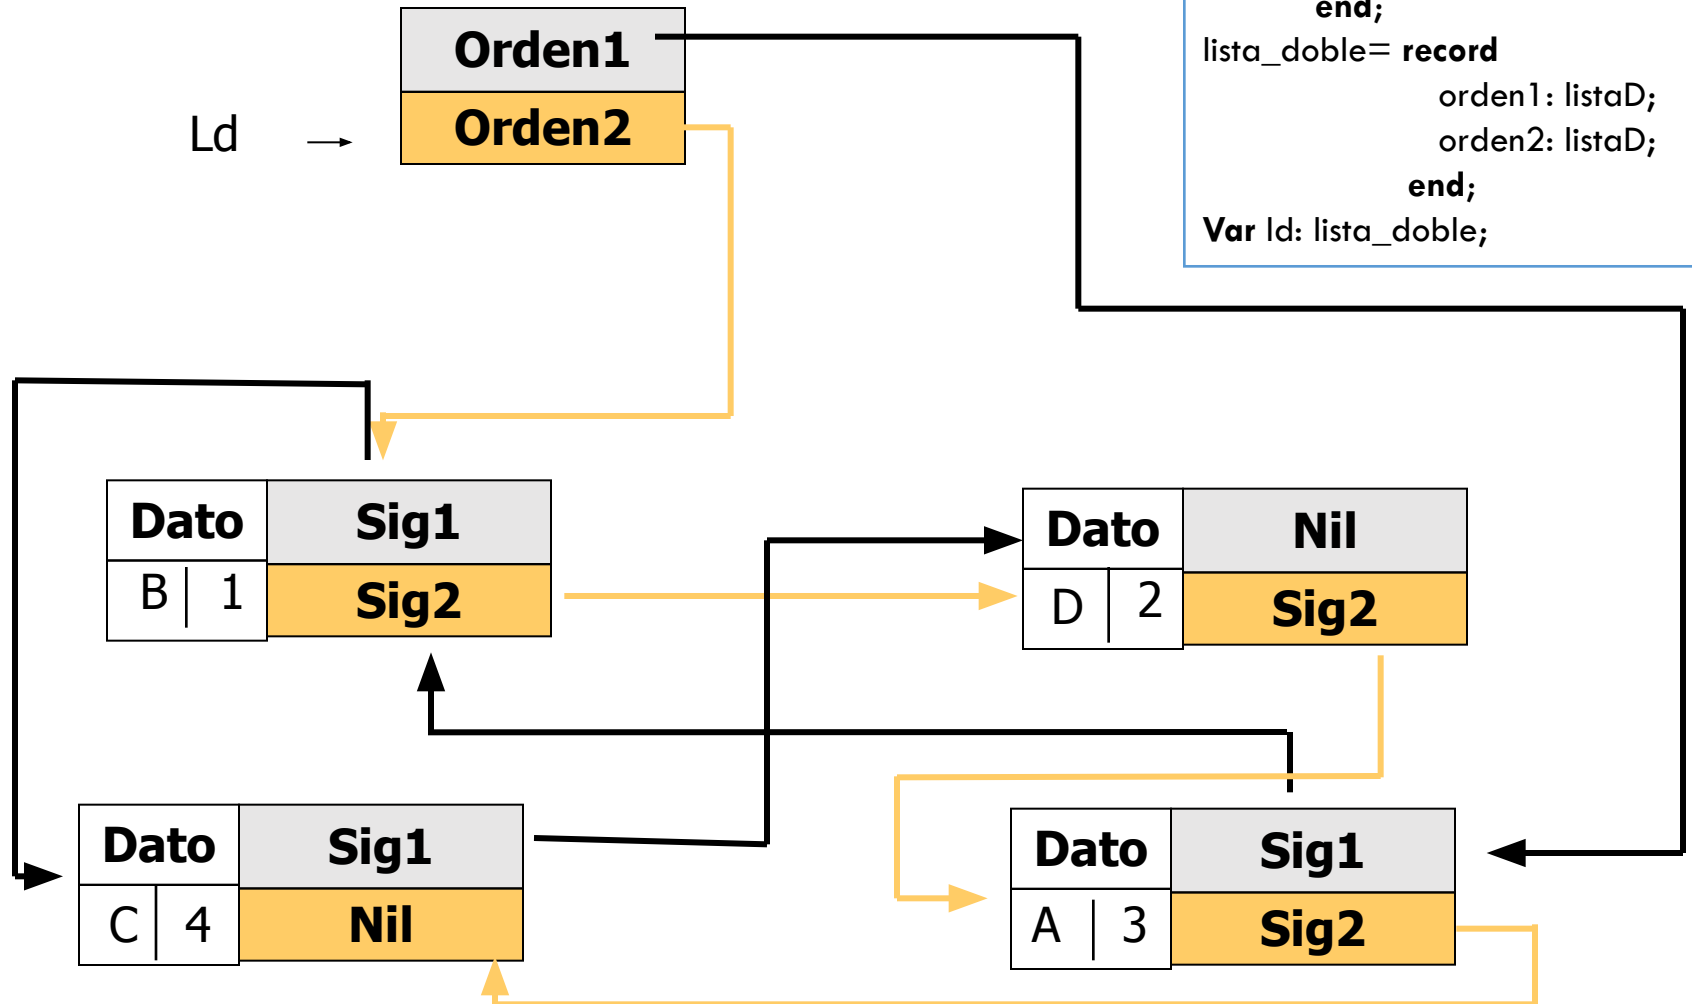 end;
lista_doble= record
orden1: listaD;
orden2: listaD;
end;
Var ld: lista_doble;
Orden1
Ld
Orden2
Dato Sig1
B 1 Sig2
Dato Nil
D 2 Sig2
Dato Sig1
C 4 Nil
Dato Sig1
A 3 Sig2